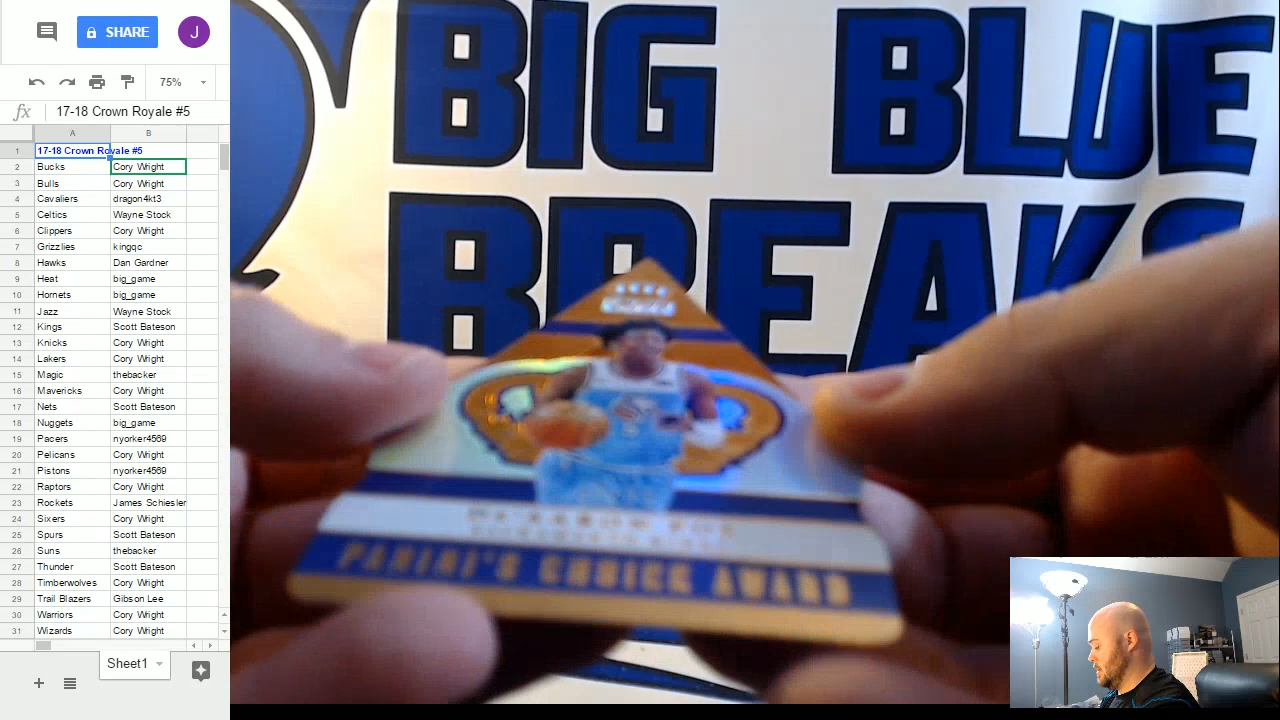 SHARE
J
75%
fx 17-18 Crown Royale #5
A B
1 17-18 Crown Royale #5
2 Bucks Cory Wright
3 Bulls Cory Wright
4 Cavaliers dragon4kt3
5 Celtics Wayne Stock
6 Clippers Cory Wright
7 Grizzlies kingqc
8 Hawks Dan Gardner
9 Heat big_game
10 Hornets big_game
11 Jazz Wayne Stock
12 Kings Scott Bateson
13 Knicks Cory Wright
14 Lakers Cory Wright
15 Magic thebacker
16 Mavericks Cory Wright
17 Nets Scott Bateson
18 Nuggets big_game
19 Pacers nyorker4569
20 Pelicans Cory Wright
21 Pistons nyorker4569
22 Raptors Cory Wright
23 Rockets James Schiesler
24 Sixers Cory Wright
25 Spurs Scott Bateson
26 Suns thebacker
27 Thunder Scott Bateson
28 Timberwolves Cory Wright
29 Trail Blazers Gibson Lee
30 Warriors Cory Wright
31 Wizards Cory Wright
Sheet1
BIG BLUE
BREAKS
DE'AARON FOX
PANINI'S CHOICE AWARD